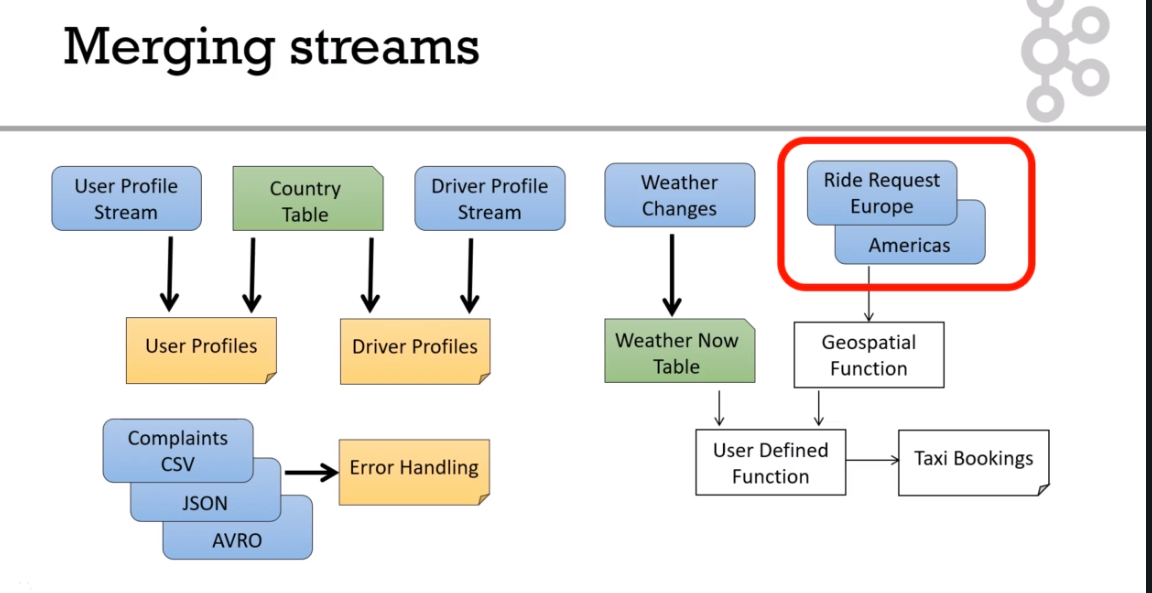 Merging streams
User Profile
Stream
Country
Table
Driver Profile
Stream
Weather
Changes
Ride Request
Europe
Americas
User Profiles
Driver Profiles
Weather Now
Table
Geospatial
Function
Complaints
CSV
JSON
AVRO
Error Handling
User Defined
Function
Taxi Bookings